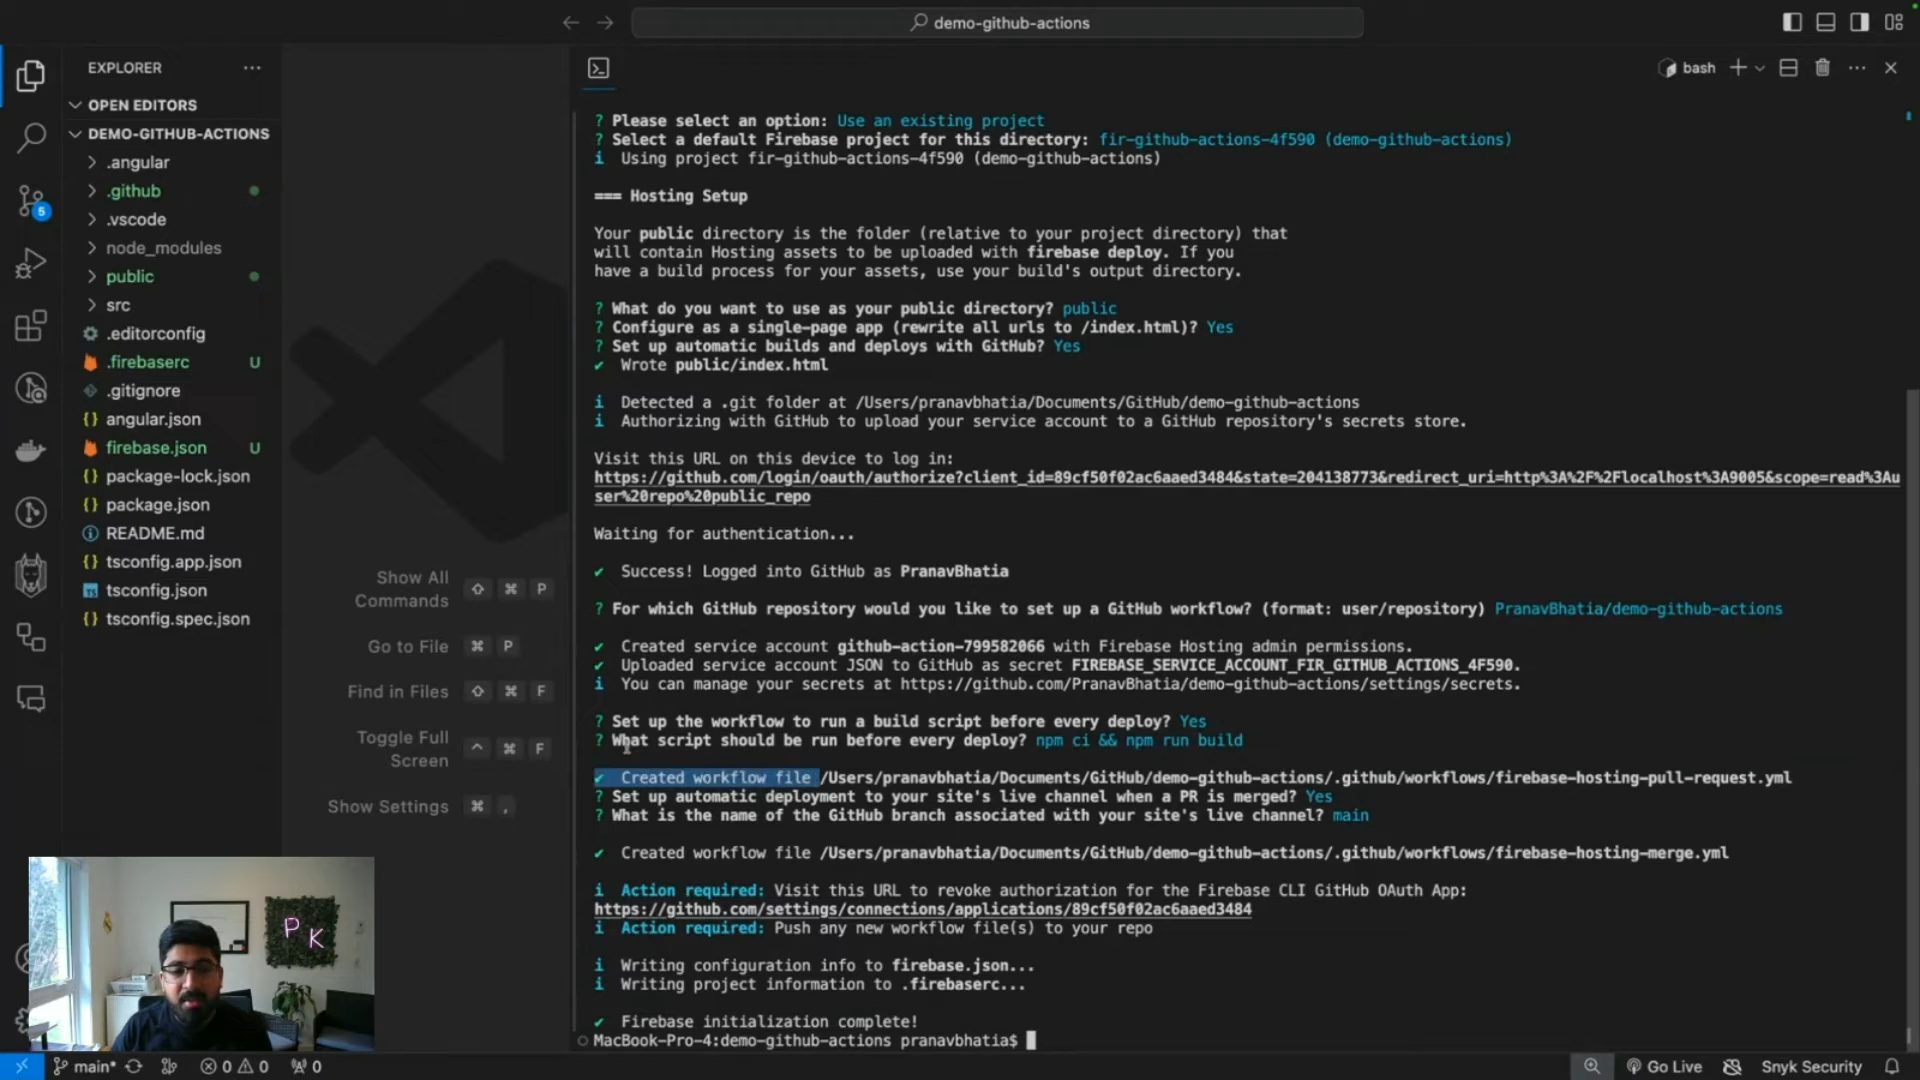 demo-github-actions
EXPLORER
OPEN EDITORS
DEMO-GITHUB-ACTIONS
.angular
.github
.vscode
node_modules
public
src
.editorconfig
.firebaserc U
.gitignore
angular.json
firebase.json U
package-lock.json
package.json
README.md
tsconfig.app.json
tsconfig.json
tsconfig.spec.json
5
Show All Commands ⇧ ⌘ P
Go to File ⌘ P
Find in Files ⇧ ⌘ F
Toggle Full Screen ^ ⌘ F
Show Settings ⌘ ,
bash
? Please select an option: Use an existing project
? Select a default Firebase project for this directory: fir-github-actions-4f590 (demo-github-actions)
i Using project fir-github-actions-4f590 (demo-github-actions)
=== Hosting Setup
Your public directory is the folder (relative to your project directory) that
will contain Hosting assets to be uploaded with firebase deploy. If you
have a build process for your assets, use your build's output directory.
? What do you want to use as your public directory? public
? Configure as a single-page app (rewrite all urls to /index.html)? Yes
? Set up automatic builds and deploys with GitHub? Yes
✔ Wrote public/index.html
i Detected a .git folder at /Users/pranavbhatia/Documents/GitHub/demo-github-actions
i Authorizing with GitHub to upload your service account to a GitHub repository's secrets store.
Visit this URL on this device to log in:
https://github.com/login/oauth/authorize?client_id=89cf50f02ac6aaed3484&state=204138773&redirect_uri=http%3A%2F%2Flocalhost%3A9005&scope=read%3Au
ser%20repo%20public_repo
Waiting for authentication...
✔ Success! Logged into GitHub as PranavBhatia
? For which GitHub repository would you like to set up a GitHub workflow? (format: user/repository) PranavBhatia/demo-github-actions
✔ Created service account github-action-799582066 with Firebase Hosting admin permissions.
✔ Uploaded service account JSON to GitHub as secret FIREBASE_SERVICE_ACCOUNT_FIR_GITHUB_ACTIONS_4F590.
i You can manage your secrets at https://github.com/PranavBhatia/demo-github-actions/settings/secrets.
? Set up the workflow to run a build script before every deploy? Yes
? What script should be run before every deploy? npm ci && npm run build
✔ Created workflow file /Users/pranavbhatia/Documents/GitHub/demo-github-actions/.github/workflows/firebase-hosting-pull-request.yml
? Set up automatic deployment to your site's live channel when a PR is merged? Yes
? What is the name of the GitHub branch associated with your site's live channel? main
✔ Created workflow file /Users/pranavbhatia/Documents/GitHub/demo-github-actions/.github/workflows/firebase-hosting-merge.yml
i Action required: Visit this URL to revoke authorization for the Firebase CLI GitHub OAuth App:
https://github.com/settings/connections/applications/89cf50f02ac6aaed3484
i Action required: Push any new workflow file(s) to your repo
i Writing configuration info to firebase.json...
i Writing project information to .firebaserc...
✔ Firebase initialization complete!
MacBook-Pro-4:demo-github-actions pranavbhatia$
P K
main* 0 0 0
Go Live Snyk Security